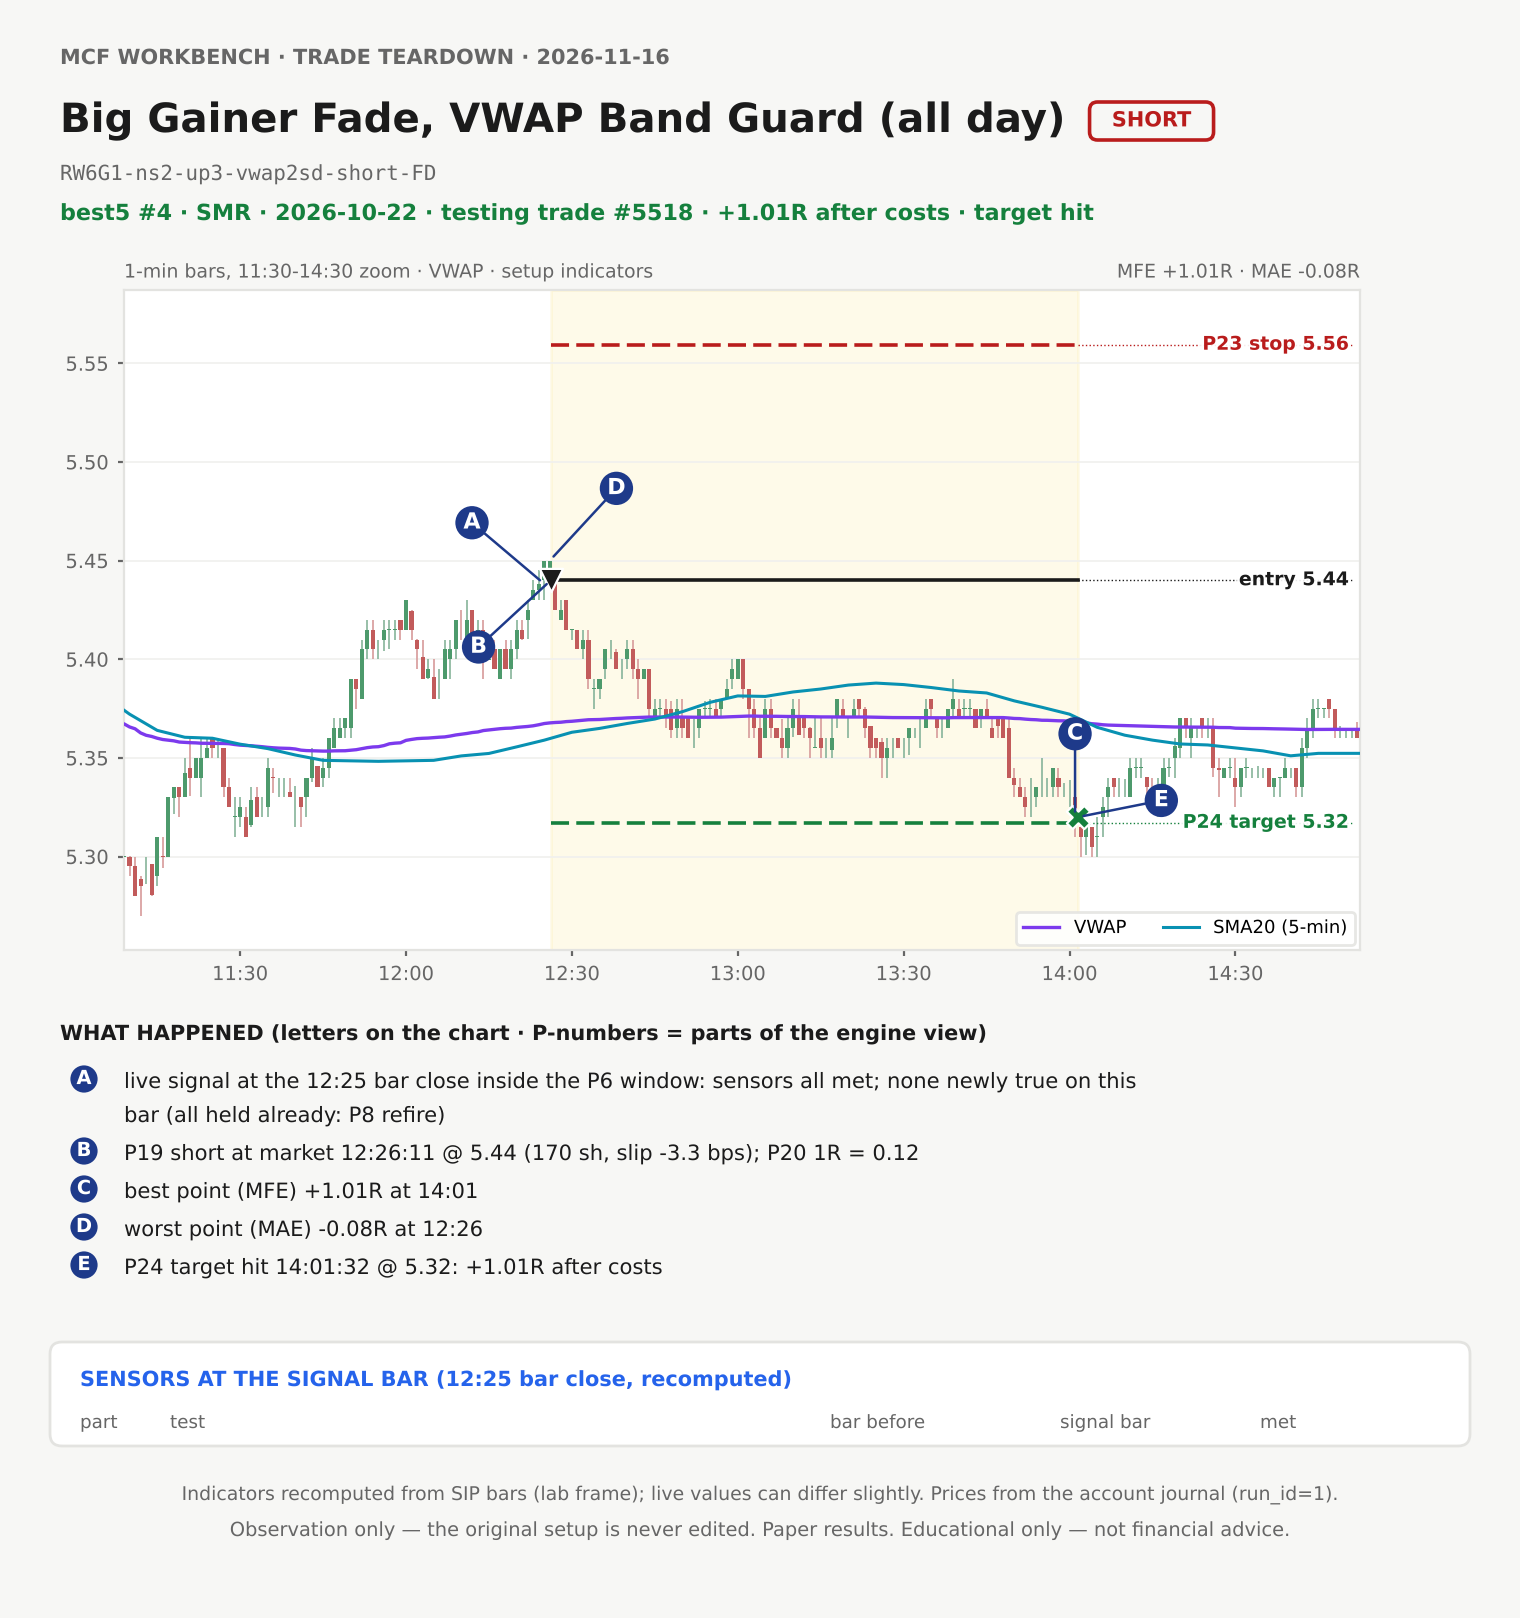 MCF WORKBENCH · TRADE TEARDOWN · 2026-11-16
Big Gainer Fade, VWAP Band Guard (all day) SHORT
RW6G1-ns2-up3-vwap2sd-short-FD
best5 #4 · SMR · 2026-10-22 · testing trade #5518 · +1.01R after costs · target hit
1-min bars, 11:30-14:30 zoom · VWAP · setup indicators MFE +1.01R · MAE -0.08R
P23 stop 5.56
5.55
5.50
D
A
5.45
entry 5.44
B
5.40
C
5.35
E
P24 target 5.32
5.30
VWAP SMA20 (5-min)
11:30 12:00 12:30 13:00 13:30 14:00 14:30
WHAT HAPPENED (letters on the chart · P-numbers = parts of the engine view)
A live signal at the 12:25 bar close inside the P6 window: sensors all met; none newly true on this
bar (all held already: P8 refire)
B P19 short at market 12:26:11 @ 5.44 (170 sh, slip -3.3 bps); P20 1R = 0.12
C best point (MFE) +1.01R at 14:01
D worst point (MAE) -0.08R at 12:26
E P24 target hit 14:01:32 @ 5.32: +1.01R after costs
SENSORS AT THE SIGNAL BAR (12:25 bar close, recomputed)
part test bar before signal bar met
Indicators recomputed from SIP bars (lab frame); live values can differ slightly. Prices from the account journal (run_id=1).
Observation only — the original setup is never edited. Paper results. Educational only — not financial advice.